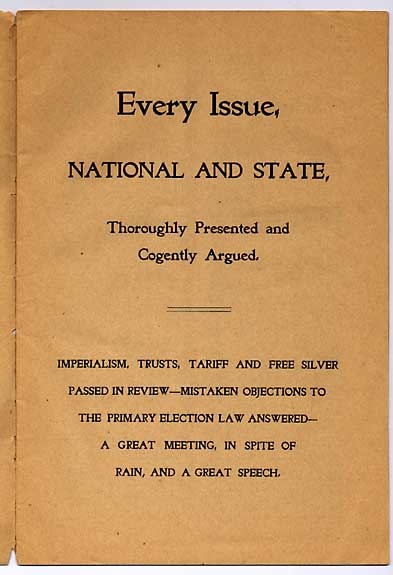 Every Issue,
NATIONAL AND STATE,
Thoroughly Presented and
Cogently Argued.
IMPERIALISM, TRUSTS, TARIFF AND FREE SILVER
PASSED IN REVIEW—MISTAKEN OBJECTIONS TO
THE PRIMARY ELECTION LAW ANSWERED—
A GREAT MEETING, IN SPITE OF
RAIN, AND A GREAT SPEECH.